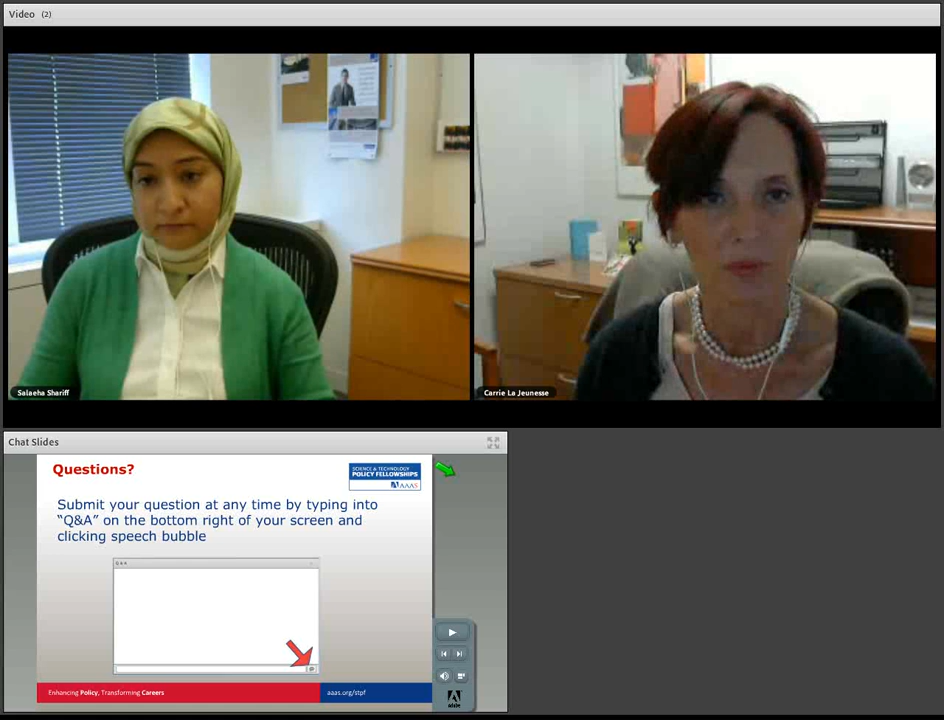 Video (2)
Salaeha Shariff
Carrie La Jeunesse
Chat Slides
Questions?
SCIENCE & TECHNOLOGY
POLICY FELLOWSHIPS
AAAS
Submit your question at any time by typing into
“Q&A” on the bottom right of your screen and
clicking speech bubble
Q & A
Enhancing Policy, Transforming Careers
aaas.org/stpf
Adobe